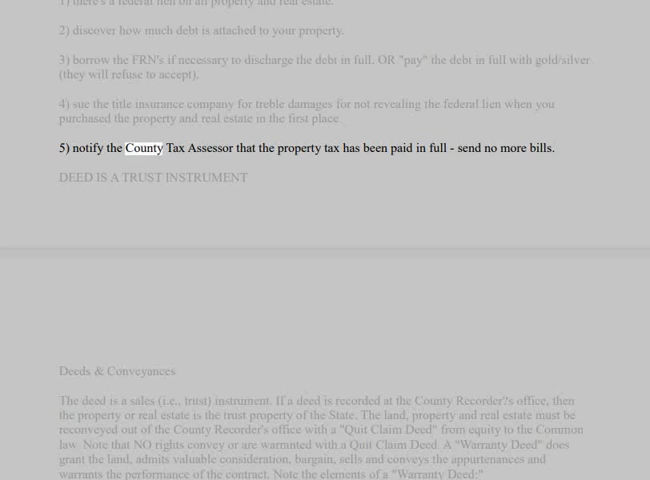 1) there's a federal lien on all property and real estate.
2) discover how much debt is attached to your property.
3) borrow the FRN's if necessary to discharge the debt in full. OR "pay" the debt in full with gold/silver
(they will refuse to accept).
4) sue the title insurance company for treble damages for not revealing the federal lien when you
purchased the property and real estate in the first place
5) notify the County Tax Assessor that the property tax has been paid in full - send no more bills.
DEED IS A TRUST INSTRUMENT
Deeds & Conveyances
The deed is a sales (i.e., trust) instrument. If a deed is recorded at the County Recorder?s office, then
the property or real estate is the trust property of the State. The land, property and real estate must be
reconveyed out of the County Recorder's office with a "Quit Claim Deed" from equity to the Common
law. Note that NO rights convey or are warranted with a Quit Claim Deed. A "Warranty Deed" does
grant the land, admits valuable consideration, bargain, sells and conveys the appurtenances and
warrants the performance of the contract. Note the elements of a "Warranty Deed:"